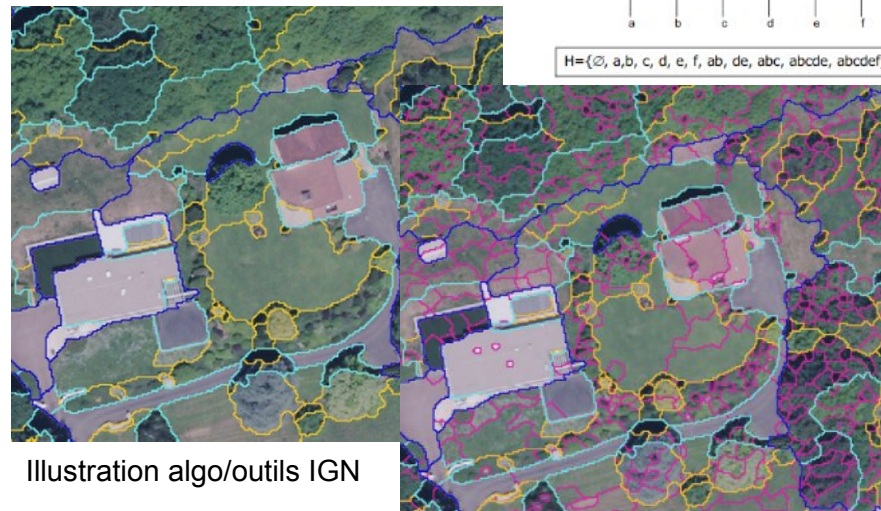 a b c d e f
H={∅, a,b, c, d, e, f, ab, de, abc, abcde, abcdef
Illustration algo/outils IGN